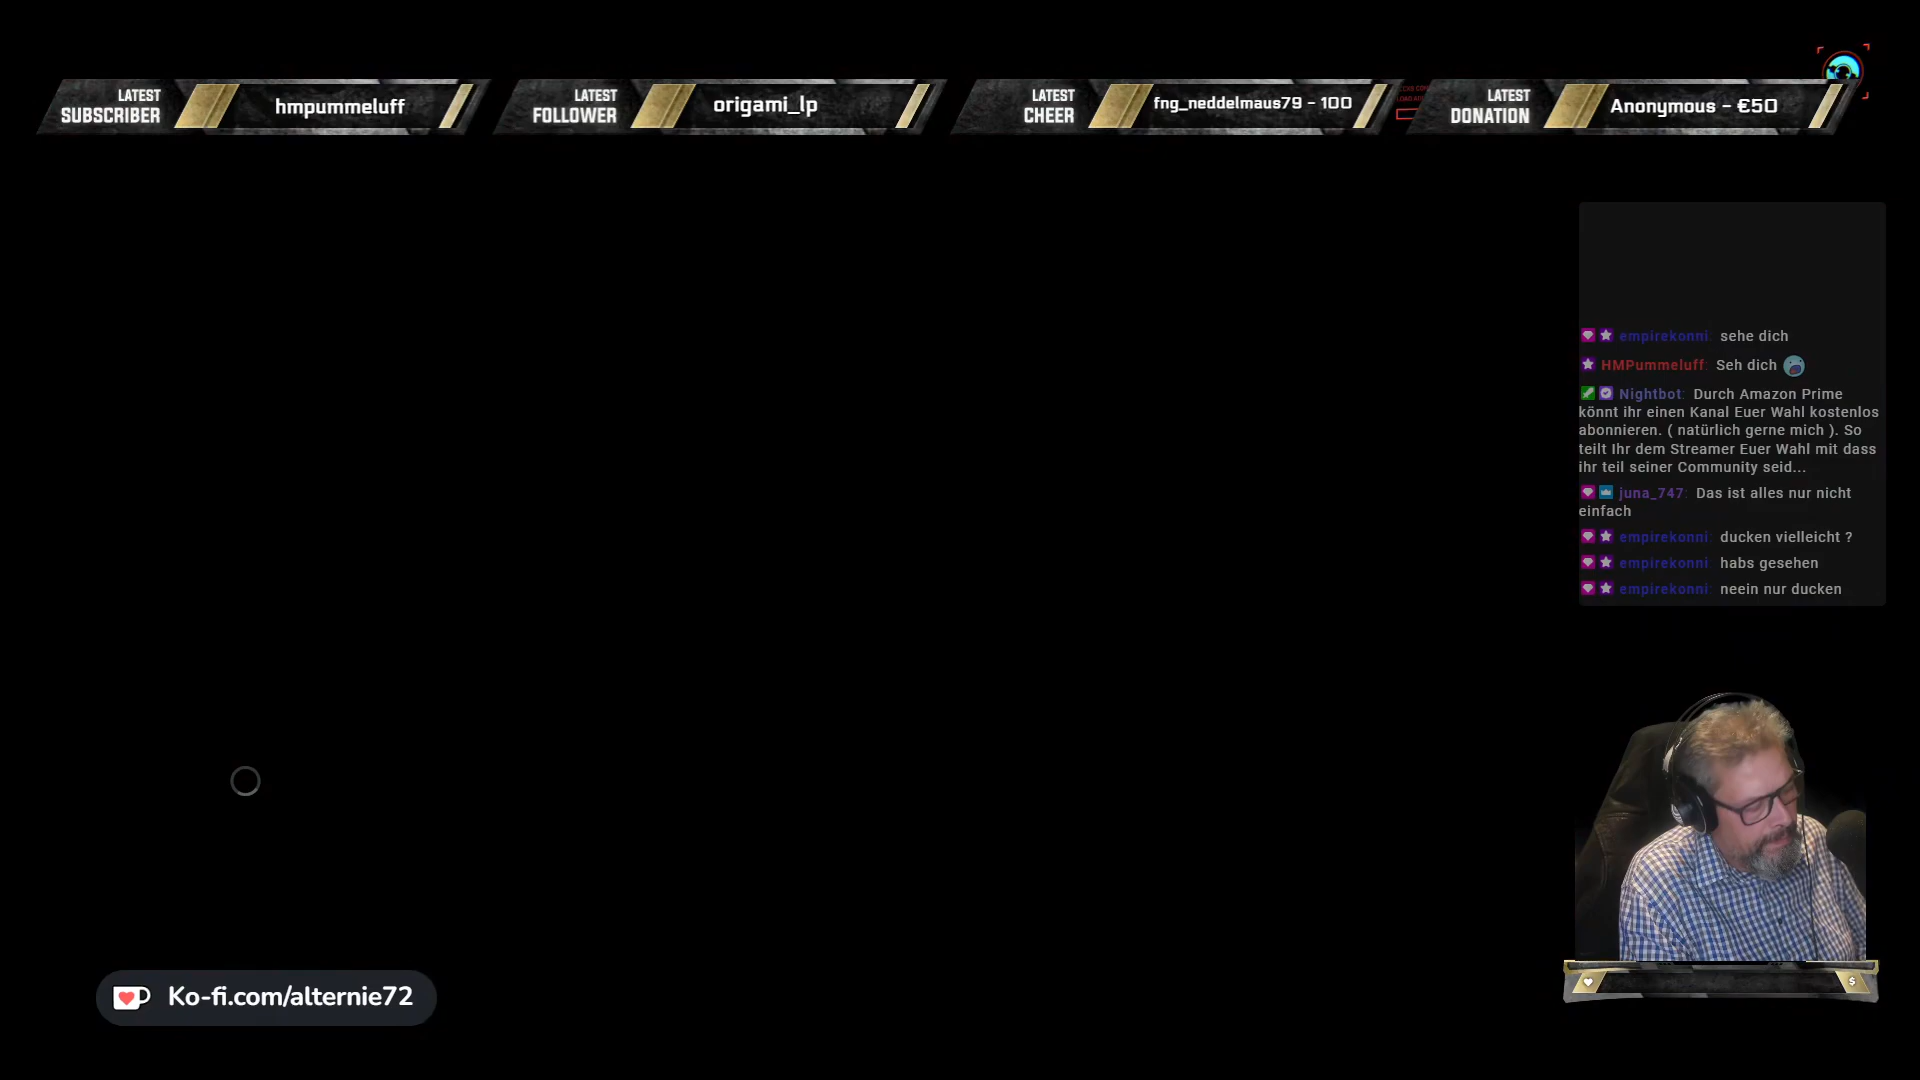 LATEST
SUBSCRIBER
hmpummeluff
LATEST
FOLLOWER
origami_lp
LATEST
CHEER
fng_neddelmaus79 - 100
LATEST
DONATION
Anonymous - €50
empirekonni: sehe dich
HMPummeluff: Seh dich
Nightbot: Durch Amazon Prime
könnt ihr einen Kanal Euer Wahl kostenlos
abonnieren. ( natürlich gerne mich ). So
teilt Ihr dem Streamer Euer Wahl mit dass
ihr teil seiner Community seid...
juna_747: Das ist alles nur nicht
einfach
empirekonni: ducken vielleicht ?
empirekonni: habs gesehen
empirekonni: neein nur ducken
Ko-fi.com/alternie72